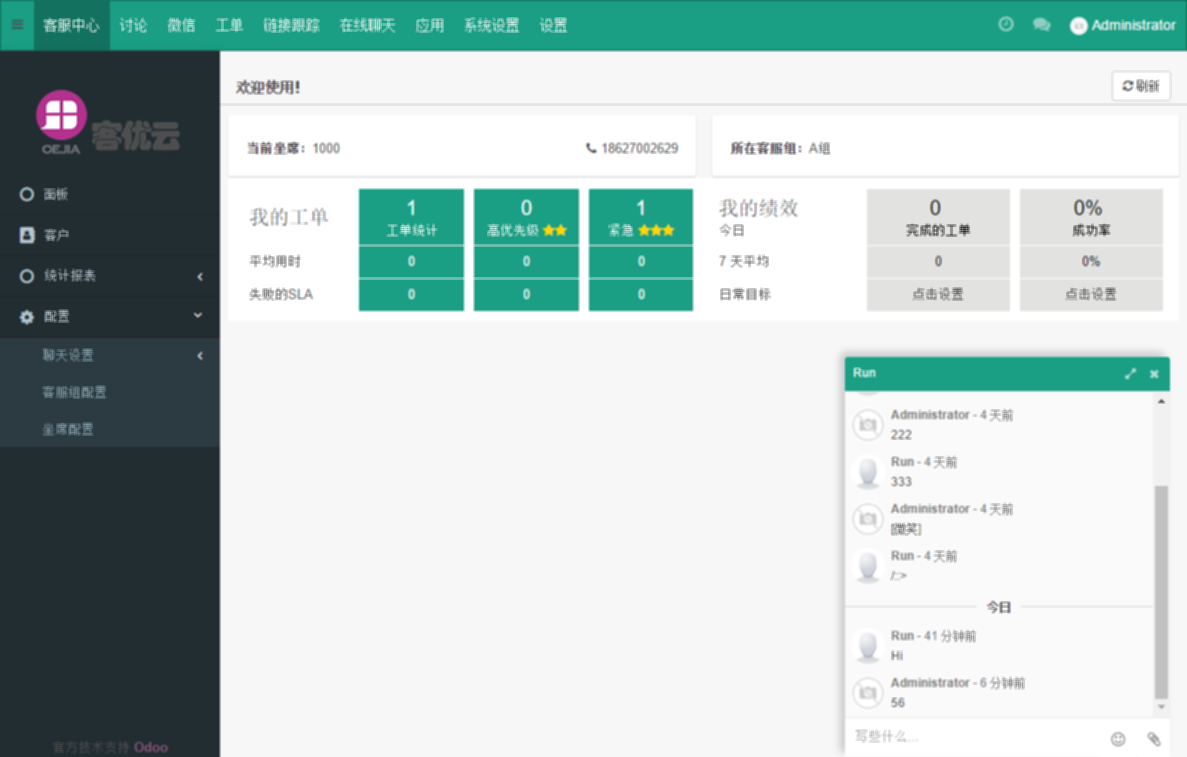 客服中心 讨论 微信 工单 链接跟踪 在线聊天 应用 系统设置 设置 Administrator
OEJIA 客优云
面板
客户
统计报表
配置
聊天设置
客服组配置
坐席配置
官方技术支持 Odoo
欢迎使用! 刷新
当前坐席：1000 18627002629 所在客服组：A组
我的工单 1 0 1
工单统计 高优先级 紧急
平均用时 0 0 0
失败的SLA 0 0 0
我的绩效 0 0%
今日 完成的工单 成功率
7 天平均 0 0%
日常目标 点击设置 点击设置
Run
Administrator - 4 天前
222
Run - 4 天前
333
Administrator - 4 天前
[微笑]
Run - 4 天前
/::>
今日
Run - 41 分钟前
Hi
Administrator - 6 分钟前
56
写些什么...